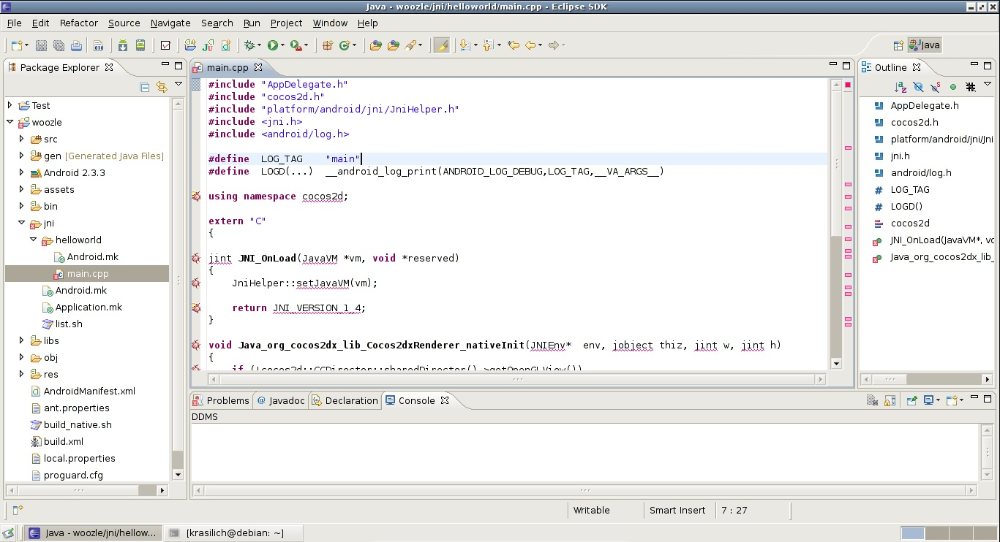 Java - woozle/jni/helloworld/main.cpp - Eclipse SDK
File Edit Refactor Source Navigate Search Run Project Window Help
Java
Package Explorer
Test
woozle
src
gen [Generated Java Files]
Android 2.3.3
assets
bin
jni
helloworld
Android.mk
main.cpp
Android.mk
Application.mk
list.sh
libs
obj
res
AndroidManifest.xml
ant.properties
build_native.sh
build.xml
local.properties
proguard.cfg
main.cpp
#include "AppDelegate.h"
#include "cocos2d.h"
#include "platform/android/jni/JniHelper.h"
#include <jni.h>
#include <android/log.h>
#define LOG_TAG "main"
#define LOGD(...) __android_log_print(ANDROID_LOG_DEBUG,LOG_TAG,__VA_ARGS__)
using namespace cocos2d;
extern "C"
{
jint JNI_OnLoad(JavaVM *vm, void *reserved)
{
JniHelper::setJavaVM(vm);
return JNI_VERSION_1_4;
}
void Java_org_cocos2dx_lib_Cocos2dxRenderer_nativeInit(JNIEnv* env, jobject thiz, jint w, jint h)
{
if (!cocos2d::CCDirector::sharedDirector()->getOpenGLView())
Outline
AppDelegate.h
cocos2d.h
platform/android/jni/Jni
jni.h
android/log.h
LOG_TAG
LOGD()
cocos2d
JNI_OnLoad(JavaVM*, vo
Java_org_cocos2dx_lib_
Problems @ Javadoc Declaration Console
DDMS
Writable Smart Insert 7 : 27
Java - woozle/jni/hellow... [krasilich@debian: ~]